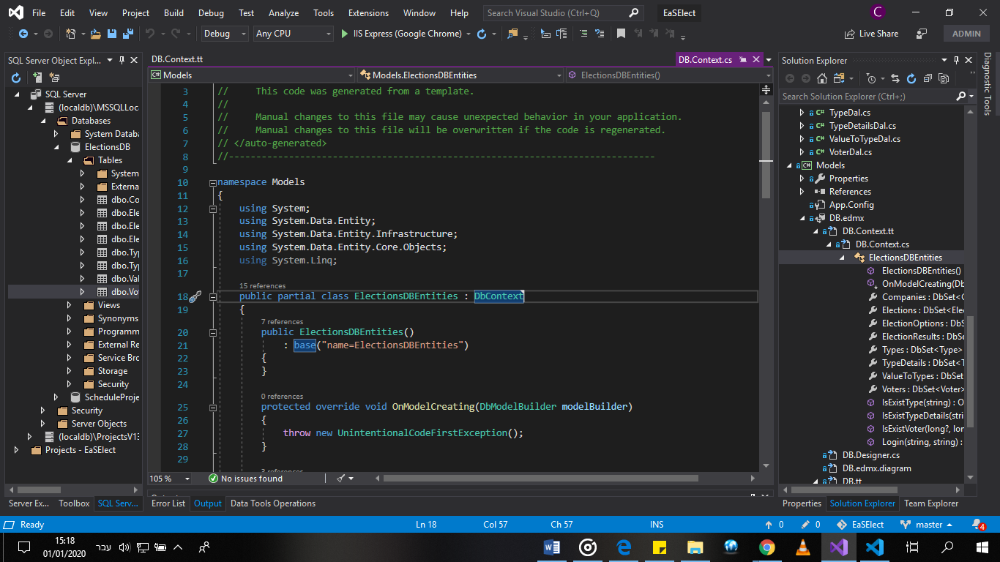 File Edit View Project Build Debug Test Analyze Tools Extensions Window Help Search Visual Studio (Ctrl+Q) EaSElect C
Debug Any CPU IIS Express (Google Chrome) Live Share ADMIN
SQL Server Object Expl...
SQL Server
(localdb)\MSSQLLoc
Databases
System Databa
ElectionsDB
Tables
System
Externa
dbo.Co
dbo.Ele
dbo.Ele
dbo.Ele
dbo.Typ
dbo.Typ
dbo.Val
dbo.Vo
Views
Synonyms
Programm
External Re
Service Bro
Storage
Security
ScheduleProje
Security
Server Objects
(localdb)\ProjectsV13
Projects - EaSElect
Server Ex... Toolbox SQL Serv...
DB.Context.tt DB.Context.cs
Models Models.ElectionsDBEntities ElectionsDBEntities()
3 // This code was generated from a template.
4 //
5 // Manual changes to this file may cause unexpected behavior in your application.
6 // Manual changes to this file will be overwritten if the code is regenerated.
7 // </auto-generated>
8 //------------------------------------------------------------------------------
9
10 namespace Models
11 {
12 using System;
13 using System.Data.Entity;
14 using System.Data.Entity.Infrastructure;
15 using System.Data.Entity.Core.Objects;
16 using System.Linq;
17
15 references
18 public partial class ElectionsDBEntities : DbContext
19 {
7 references
20 public ElectionsDBEntities()
21 : base("name=ElectionsDBEntities")
22 {
23 }
24
0 references
25 protected override void OnModelCreating(DbModelBuilder modelBuilder)
26 {
27 throw new UnintentionalCodeFirstException();
28 }
29
105 % No issues found
Error List Output Data Tools Operations
Solution Explorer
Search Solution Explorer (Ctrl+;)
TypeDal.cs
TypeDetailsDal.cs
ValueToTypeDal.cs
VoterDal.cs
Models
Properties
References
App.Config
DB.edmx
DB.Context.tt
DB.Context.cs
ElectionsDBEntities
ElectionsDBEntities()
OnModelCreating(Db
Companies : DbSet<C
Elections : DbSet<Elec
ElectionOptions : DbS
ElectionResults : DbSe
Types : DbSet<Type>
TypeDetails : DbSet<T
ValueToTypes : DbSet
Voters : DbSet<Voter>
IsExistType(string) : O
IsExistTypeDetails(stri
IsExistVoter(long?, lon
Login(string, string) :
DB.Designer.cs
DB.edmx.diagram
DB.tt
Properties Solution Explorer Team Explorer
Diagnostic Tools
Ready Ln 18 Col 57 Ch 57 INS 0 0 EaSElect master 4
15:18
01/01/2020
עבר